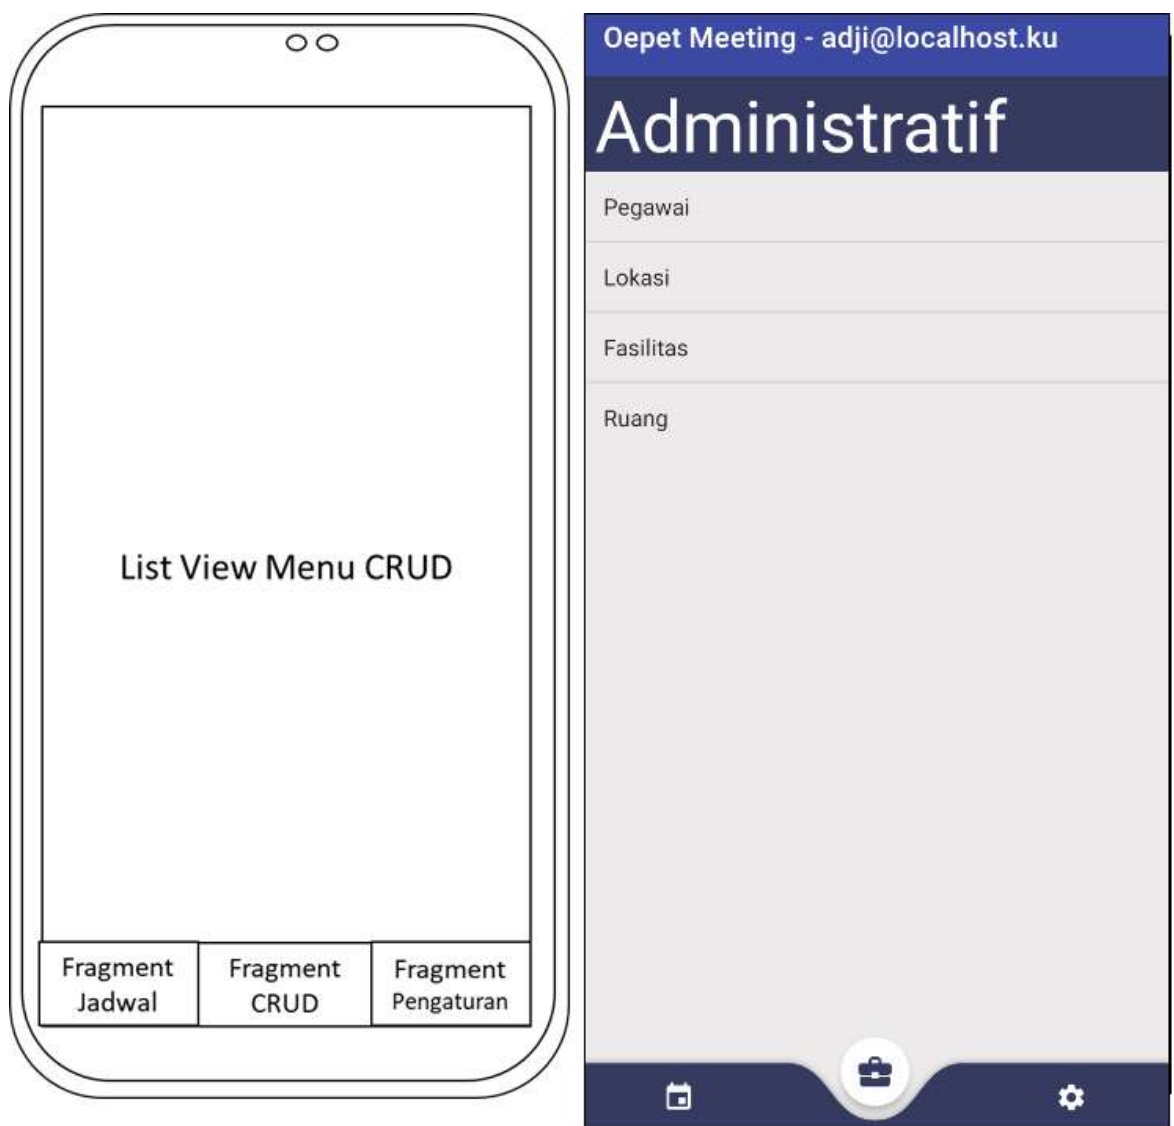 List View Menu CRUD
Fragment
Jadwal
Fragment
CRUD
Fragment
Pengaturan
Oepet Meeting - adji@localhost.ku
Administratif
Pegawai
Lokasi
Fasilitas
Ruang